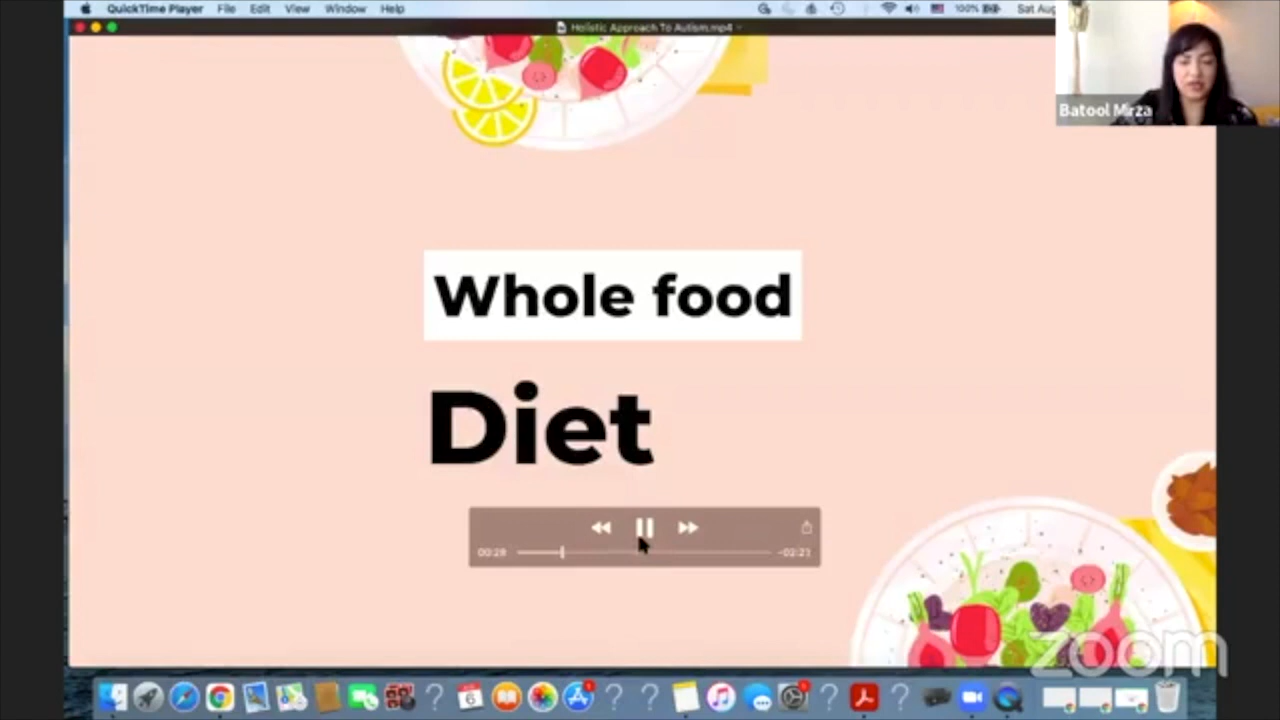 QuickTime Player File Edit View Window Help
100%
Sat Aug
Holistic Approach To Autism.mp4
Batool Mirza
Whole food
Diet
00:29
-02:21
6
zoom